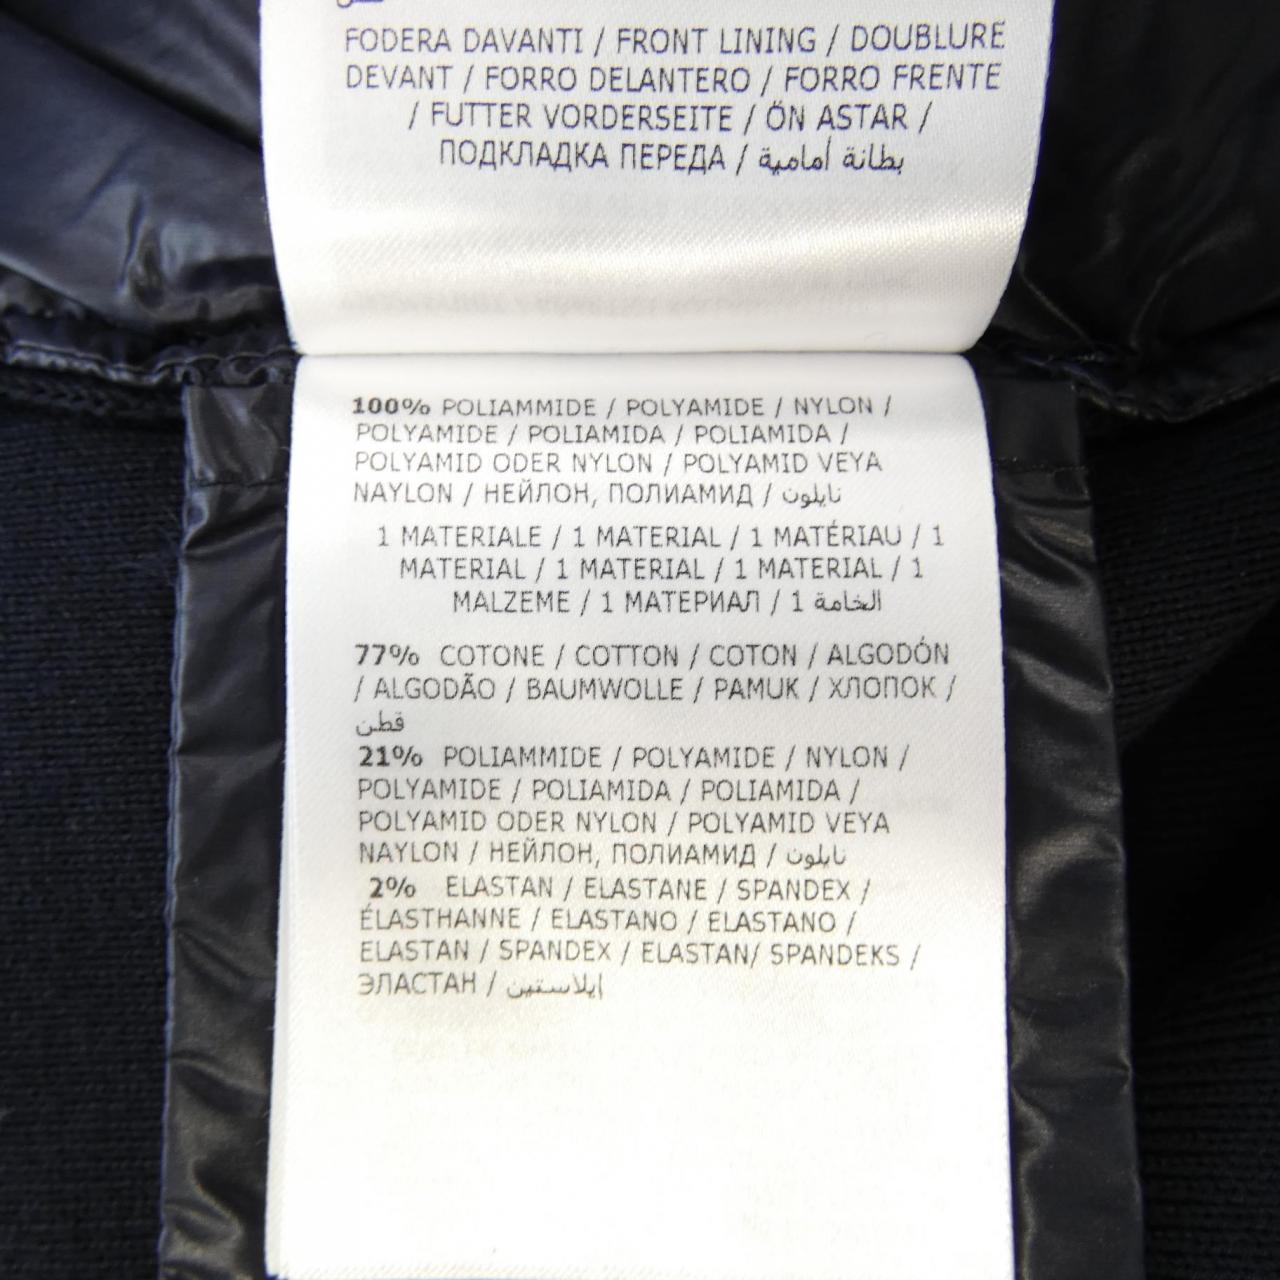 FODERA DAVANTI / FRONT LINING / DOUBLURE
DEVANT / FORRO DELANTERO / FORRO FRENTE
/ FUTTER VORDERSEITE / ÖN ASTAR /
ПОДКЛАДКА ПЕРЕДА / بطانة أمامية
100% POLIAMMIDE / POLYAMIDE / NYLON /
POLYAMIDE / POLIAMIDA / POLIAMIDA /
POLYAMID ODER NYLON / POLYAMID VEYA
NAYLON / НЕЙЛОН, ПОЛИАМИД / نايلون
1 MATERIALE / 1 MATERIAL / 1 MATÉRIAU / 1
MATERIAL / 1 MATERIAL / 1 MATERIAL / 1
MALZEME / 1 МАТЕРИАЛ / 1 الخامة
77% COTONE / COTTON / COTON / ALGODÓN
/ ALGODÃO / BAUMWOLLE / PAMUK / ХЛОПОК /
قطن
21% POLIAMMIDE / POLYAMIDE / NYLON /
POLYAMIDE / POLIAMIDA / POLIAMIDA /
POLYAMID ODER NYLON / POLYAMID VEYA
NAYLON / НЕЙЛОН, ПОЛИАМИД / نايلون
2% ELASTAN / ELASTANE / SPANDEX /
ÉLASTHANNE / ELASTANO / ELASTANO /
ELASTAN / SPANDEX / ELASTAN/ SPANDEKS /
ЭЛАСТАН / إيلاستين